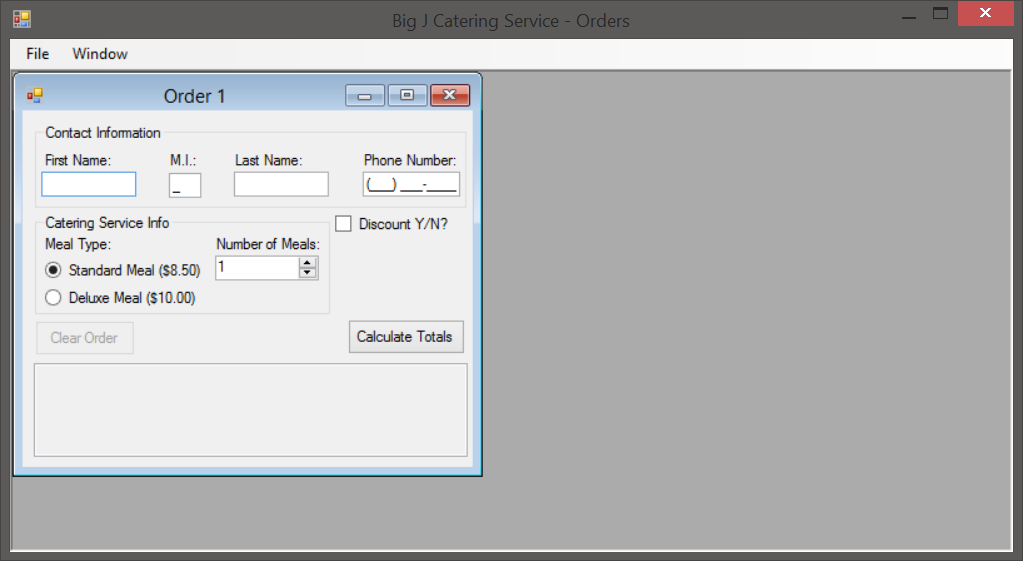 Big J Catering Service - Orders
File Window
Order 1
Contact Information
First Name: M.I.: Last Name: Phone Number:
_ (___) ___-____
Catering Service Info Discount Y/N?
Meal Type: Number of Meals:
Standard Meal ($8.50) 1
Deluxe Meal ($10.00)
Clear Order Calculate Totals